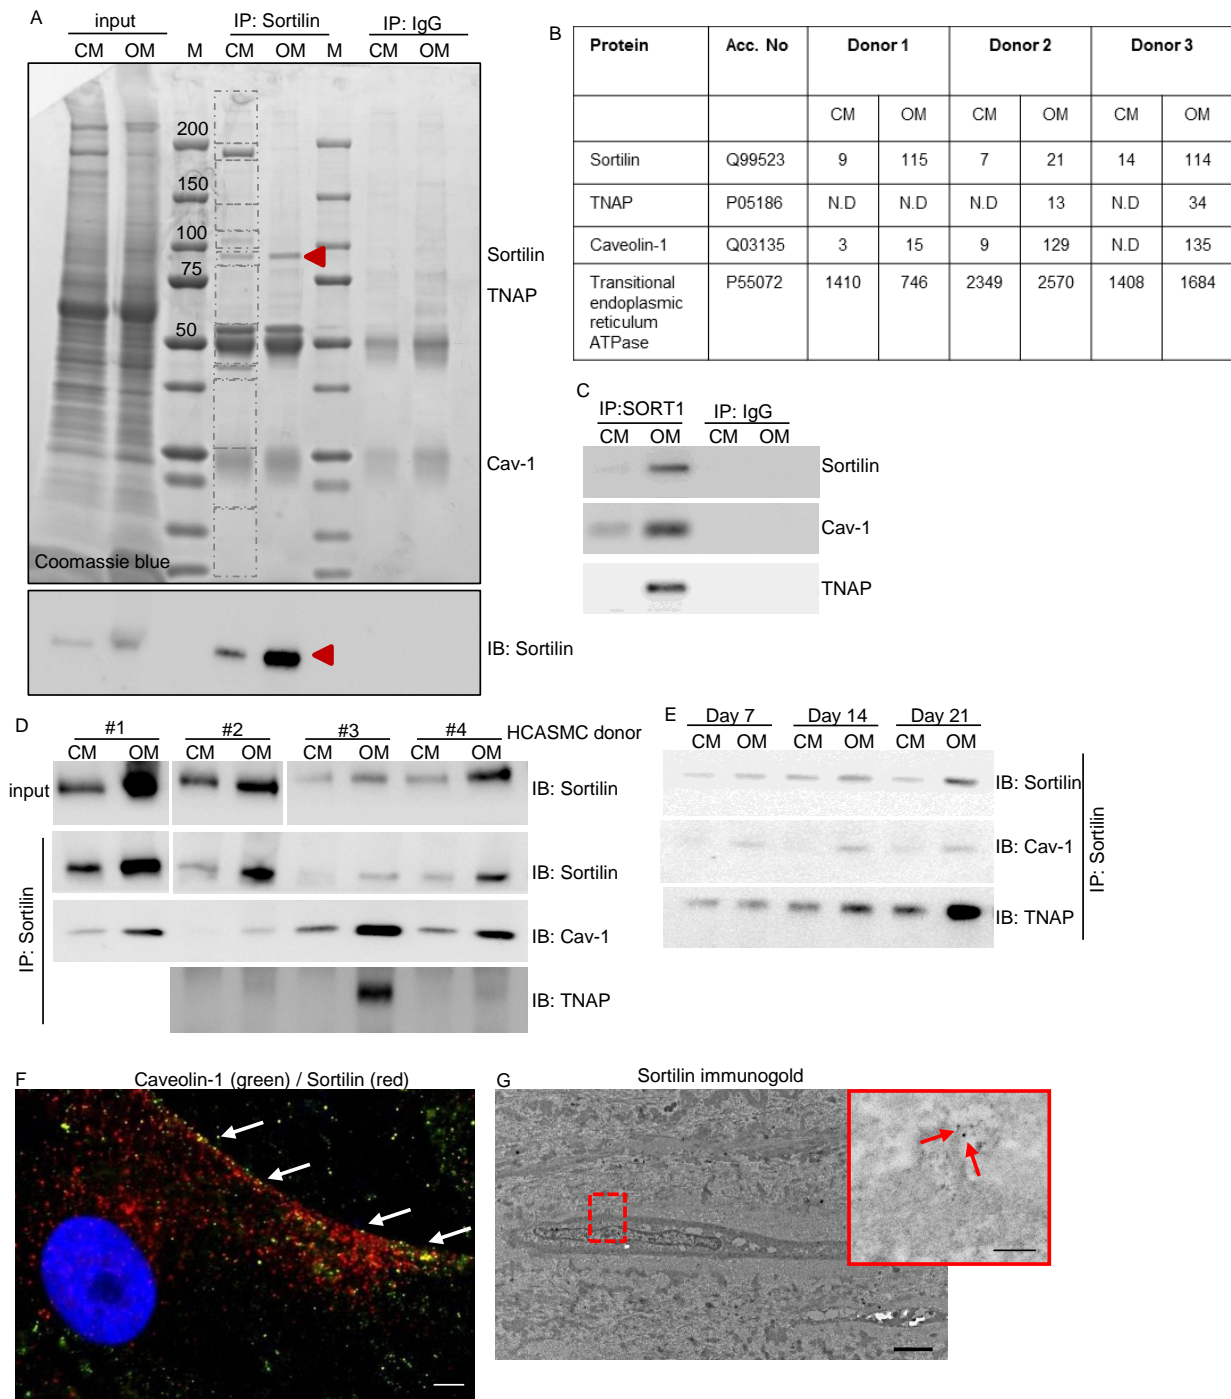 A
input IP: Sortilin IP: IgG
CM OM M CM OM M CM OM
200
150
100
75
50
Sortilin
TNAP
Cav-1
Coomassie blue
IB: Sortilin
B
Protein Acc. No Donor 1 Donor 2 Donor 3
CM OM CM OM CM OM
Sortilin Q99523 9 115 7 21 14 114
TNAP P05186 N.D N.D N.D 13 N.D 34
Caveolin-1 Q03135 3 15 9 129 N.D 135
Transitional 1410 746 2349 2570 1408 1684 P55072
endoplasmic
reticulum
ATPase
C
IP:SORT1 IP: IgG
CM OM CM OM
Sortilin
Cav-1
TNAP
D
#1 #2 #3 #4 HCASMC donor
CM OM CM OM CM OM CM OM
input IB: Sortilin
IP: Sortilin
IB: Sortilin
IB: Cav-1
IB: TNAP
E
Day 7 Day 14 Day 21
CM OM CM OM CM OM
IB: Sortilin
IB: Cav-1
IB: TNAP
IP: Sortilin
F
Caveolin-1 (green) / Sortilin (red)
G
Sortilin immunogold